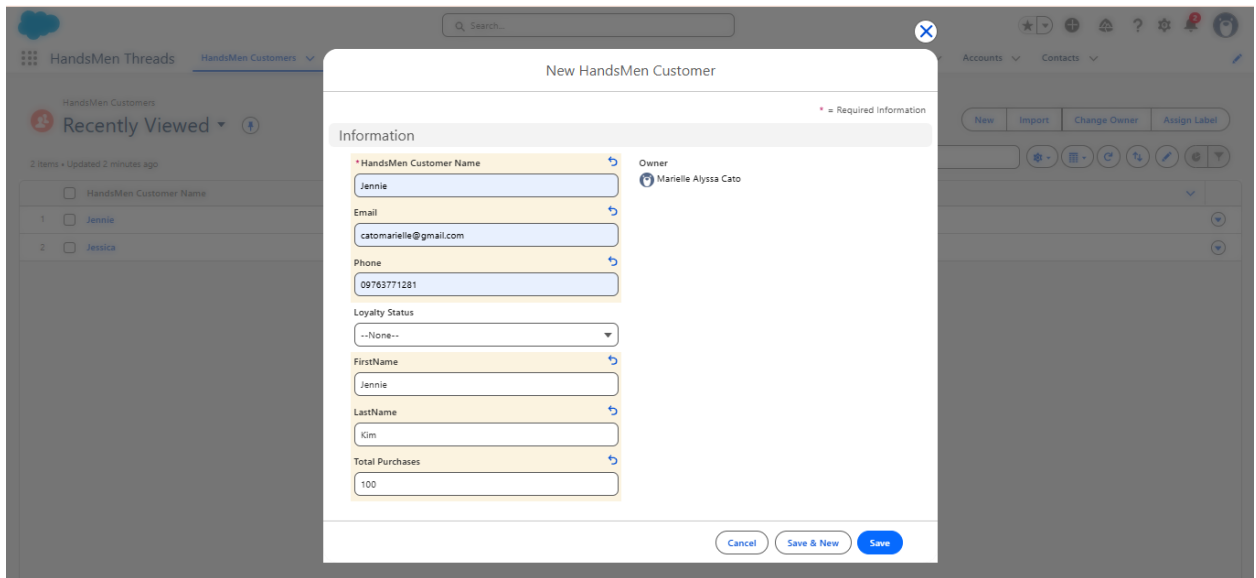 Search...
3
HandsMen Threads
HandsMen Customers
Accounts
Contacts
HandsMen Customers
Recently Viewed
New
Import
Change Owner
Assign Label
2 items • Updated 2 minutes ago
HandsMen Customer Name
1
Jennie
2
Jessica
New HandsMen Customer
* = Required Information
Information
*HandsMen Customer Name
Jennie
Owner
Marielle Alyssa Cato
Email
catomarielle@gmail.com
Phone
09763771281
Loyalty Status
--None--
FirstName
Jennie
LastName
Kim
Total Purchases
100
Cancel
Save & New
Save